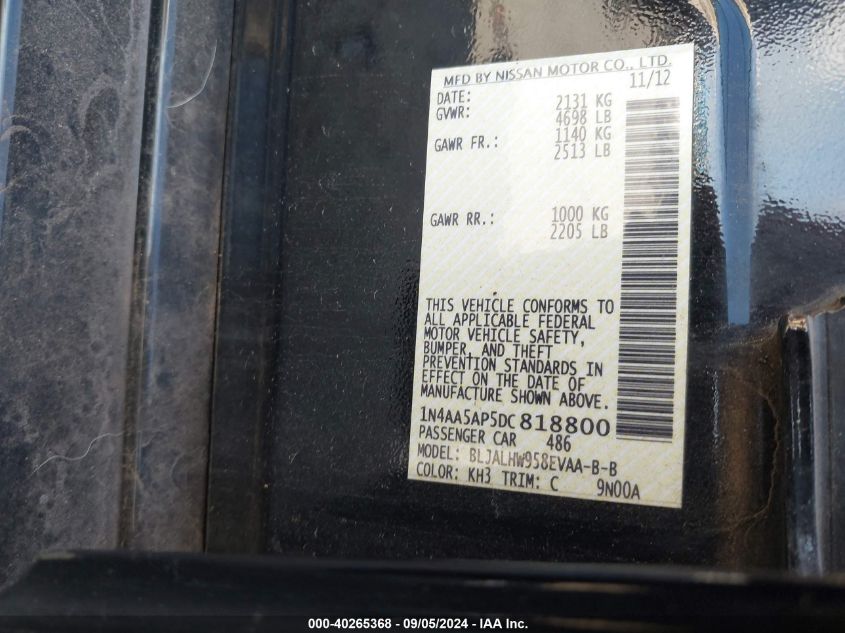 MFD BY NISSAN MOTOR CO., LTD.
DATE: 11/12
GVWR: 2131 KG
4698 LB
GAWR FR.: 1140 KG
2513 LB
GAWR RR.: 1000 KG
2205 LB
THIS VEHICLE CONFORMS TO
ALL APPLICABLE FEDERAL
MOTOR VEHICLE SAFETY,
BUMPER, AND THEFT
PREVENTION STANDARDS IN
EFFECT ON THE DATE OF
MANUFACTURE SHOWN ABOVE.
1N4AA5AP5DC818800
PASSENGER CAR 486
MODEL: BLJALHW958EVAA-B-B
COLOR: KH3 TRIM: C 9N00A
000-40265368 - 09/05/2024 - IAA Inc.